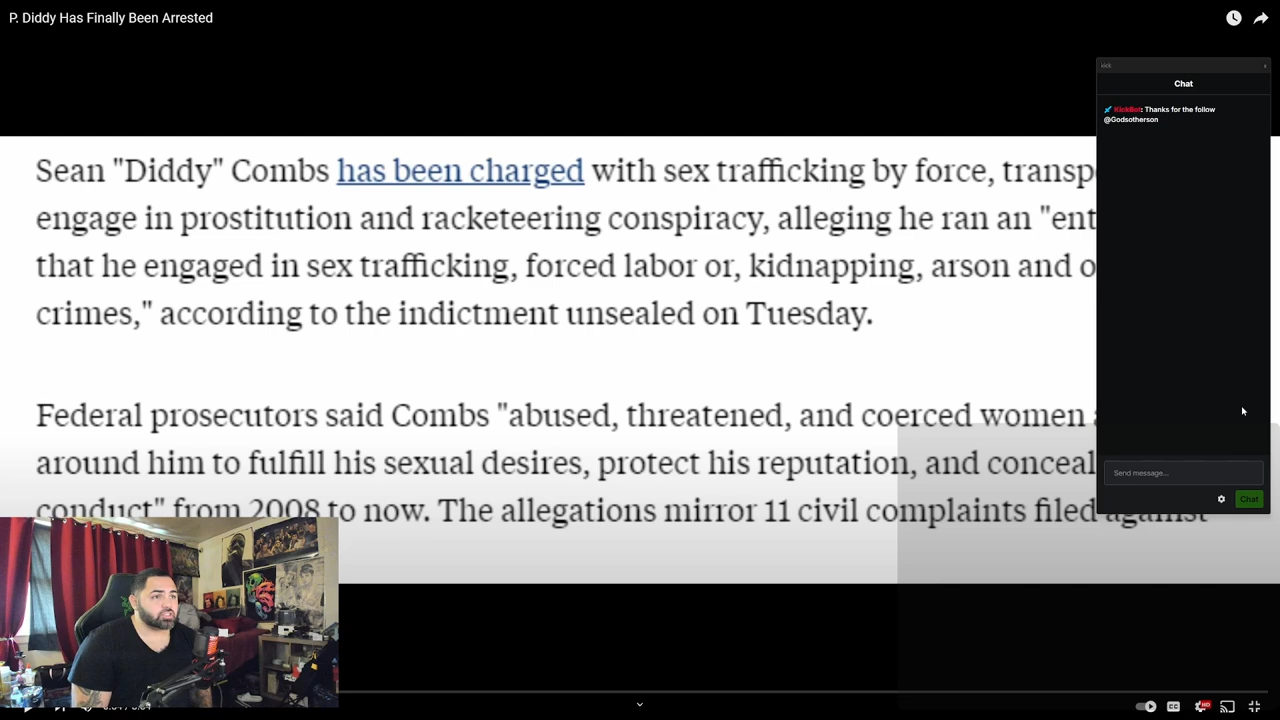 P. Diddy Has Finally Been Arrested
kick
Chat
KickBot: Thanks for the follow
@Godsotherson
Sean "Diddy" Combs has been charged with sex trafficking by force, transp
engage in prostitution and racketeering conspiracy, alleging he ran an "ent
that he engaged in sex trafficking, forced labor or, kidnapping, arson and o
crimes," according to the indictment unsealed on Tuesday.
Federal prosecutors said Combs "abused, threatened, and coerced women
around him to fulfill his sexual desires, protect his reputation, and conceal
conduct" from 2008 to now. The allegations mirror 11 civil complaints filed against
Send message...
Chat
CC
HD